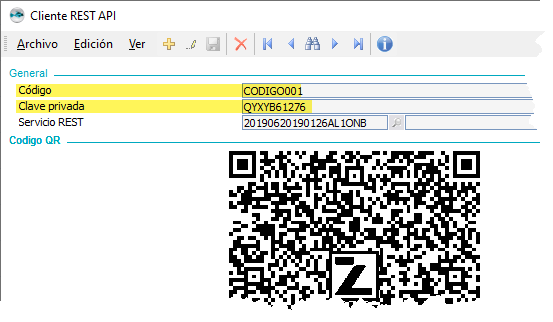 Cliente REST API
Archivo Edición Ver
General
Código CODIGO001
Clave privada QYXYB61276
Servicio REST 20190620190126AL1ONB
Codigo QR
Z